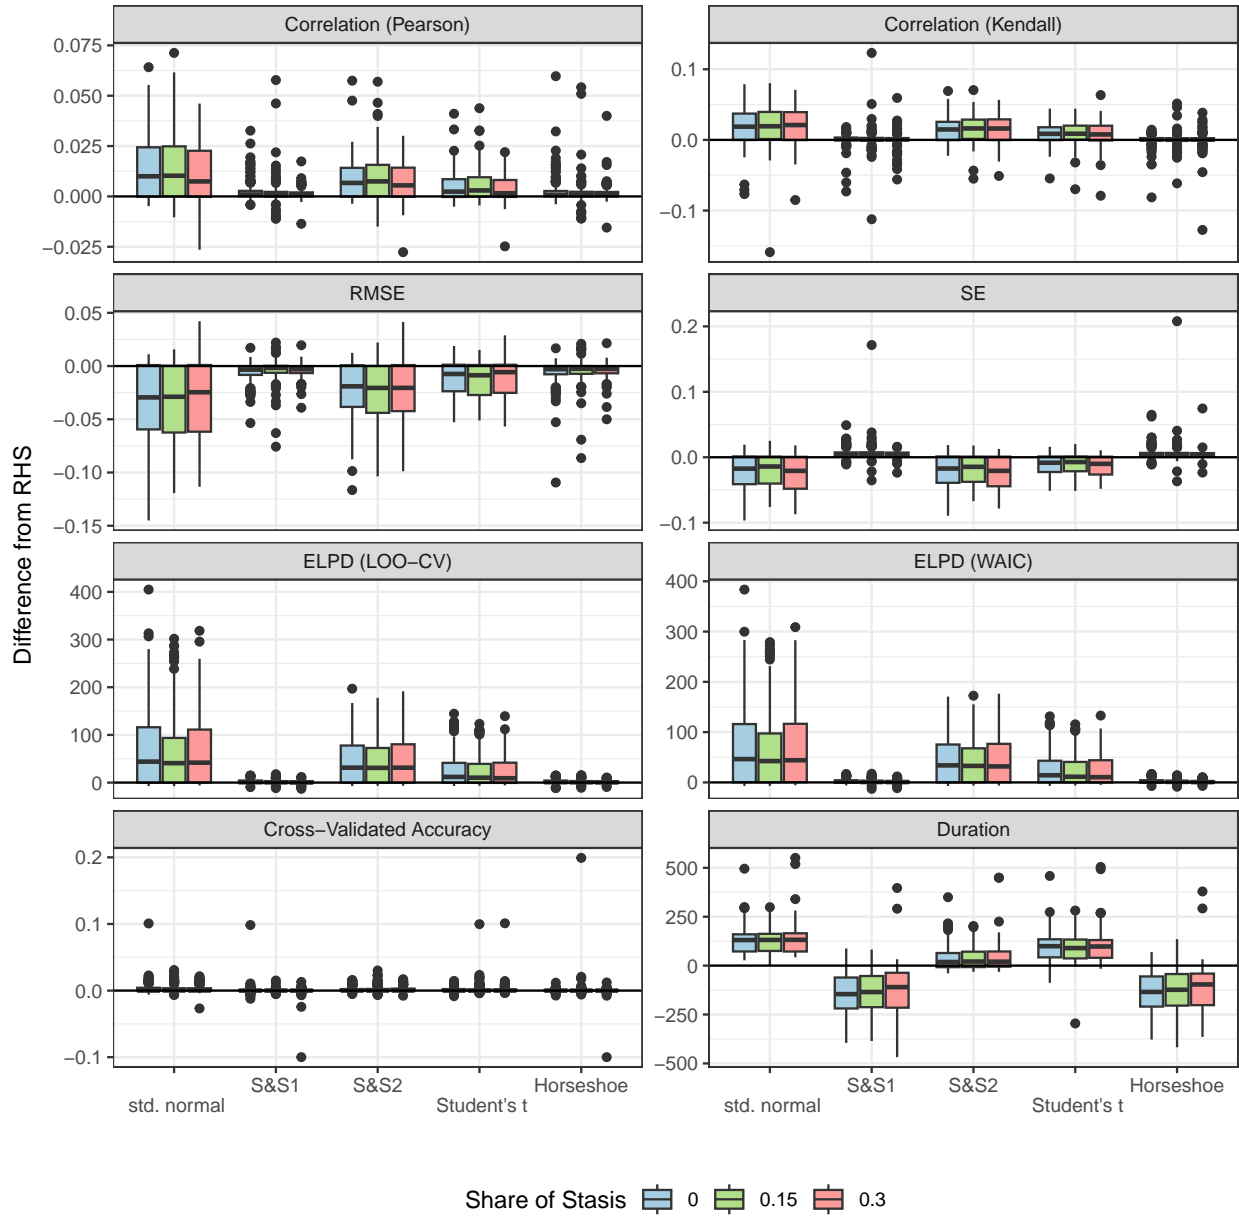 Correlation (Pearson)
Correlation (Kendall)
0.075
0.050
0.025
0.000
−0.025
0.1
0.0
−0.1
RMSE
SE
0.05
0.00
−0.05
−0.10
−0.15
0.2
0.1
0.0
−0.1
Difference from RHS
ELPD (LOO−CV)
ELPD (WAIC)
400
300
200
100
0
400
300
200
100
0
Cross−Validated Accuracy
Duration
0.2
0.1
0.0
−0.1
500
250
0
−250
−500
std. normal
S&S1
S&S2
Student's t
Horseshoe
std. normal
S&S1
S&S2
Student's t
Horseshoe
Share of Stasis 0 0.15 0.3